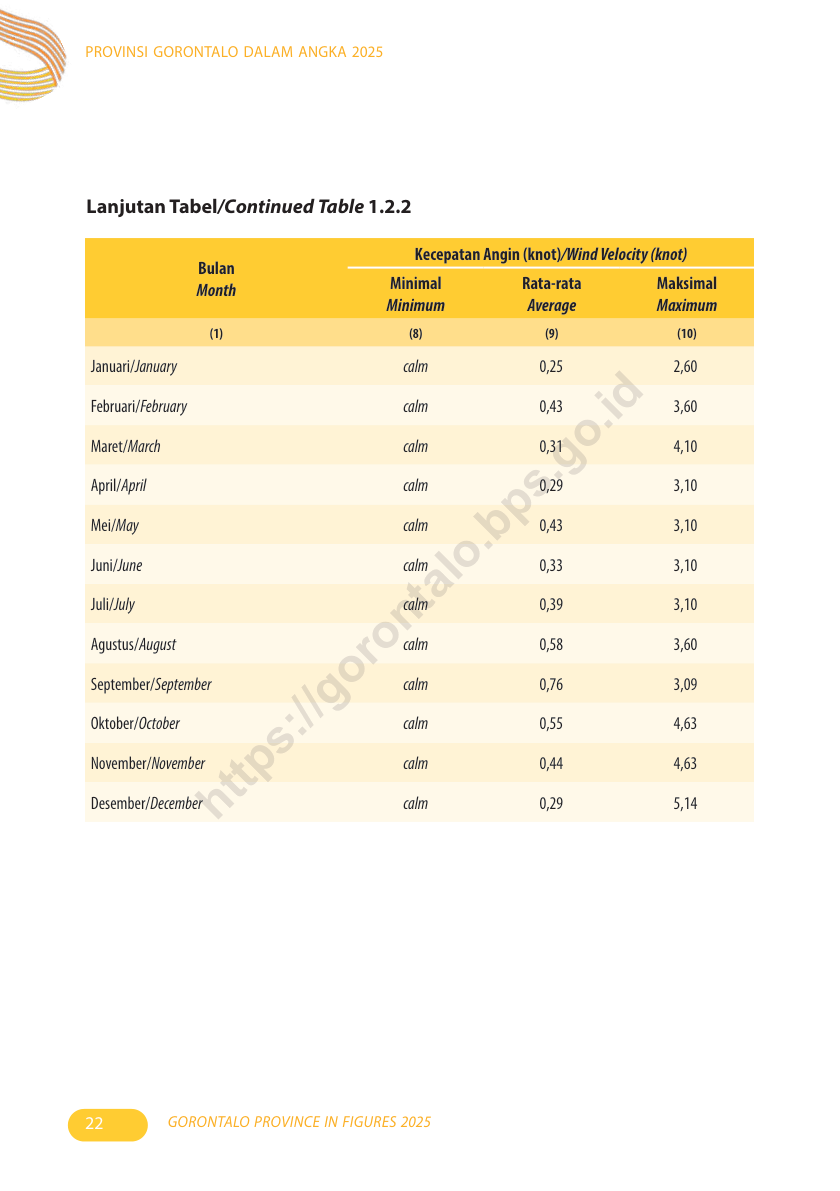 PROVINSI GORONTALO DALAM ANGKA 2025
Lanjutan Tabel/Continued Table 1.2.2
Bulan
Month
Kecepatan Angin (knot)/Wind Velocity (knot)
Minimal
Minimum
Rata-rata
Average
Maksimal
Maximum
(1) (8) (9) (10)
Januari/January calm 0,25 2,60
Februari/February calm 0,43 3,60
Maret/March calm 0,31 4,10
April/April calm 0,29 3,10
Mei/May calm 0,43 3,10
Juni/June calm 0,33 3,10
Juli/July calm 0,39 3,10
Agustus/August calm 0,58 3,60
September/September calm 0,76 3,09
Oktober/October calm 0,55 4,63
November/November calm 0,44 4,63
Desember/December calm 0,29 5,14
https://gorontalo.bps.go.id
22 GORONTALO PROVINCE IN FIGURES 2025